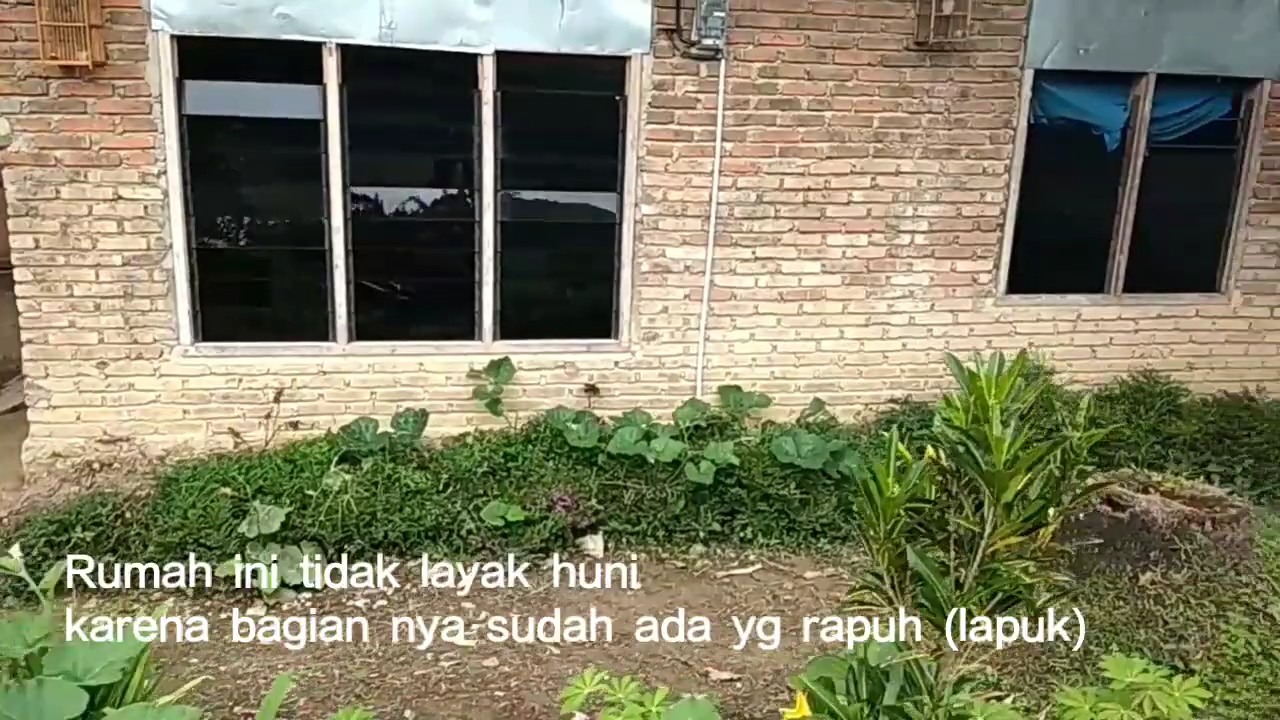 Rumah ini tidak layak huni
karena bagian nya sudah ada yg rapuh (lapuk)